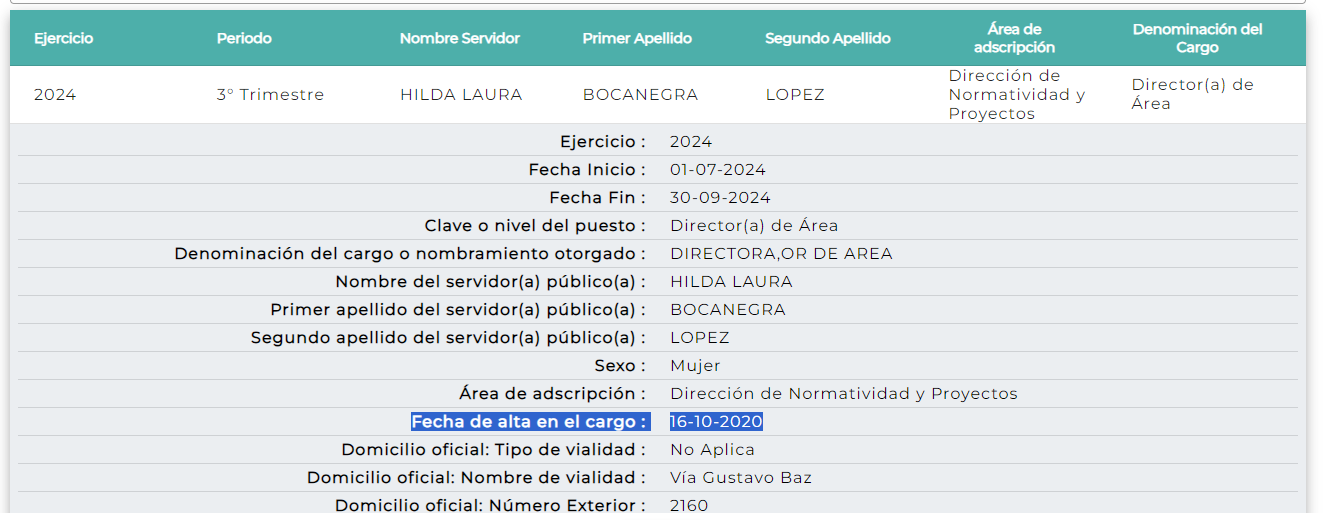 Ejercicio Periodo Nombre Servidor Primer Apellido Segundo Apellido Área de adscripción Denominación del Cargo
2024 3° Trimestre HILDA LAURA BOCANEGRA LOPEZ Dirección de Normatividad y Proyectos Director(a) de Área
Ejercicio : 2024
Fecha Inicio : 01-07-2024
Fecha Fin : 30-09-2024
Clave o nivel del puesto : Director(a) de Área
Denominación del cargo o nombramiento otorgado : DIRECTORA,OR DE AREA
Nombre del servidor(a) público(a) : HILDA LAURA
Primer apellido del servidor(a) público(a) : BOCANEGRA
Segundo apellido del servidor(a) público(a) : LOPEZ
Sexo : Mujer
Área de adscripción : Dirección de Normatividad y Proyectos
Fecha de alta en el cargo : 16-10-2020
Domicilio oficial: Tipo de vialidad : No Aplica
Domicilio oficial: Nombre de vialidad : Vía Gustavo Baz
Domicilio oficial: Número Exterior : 2160